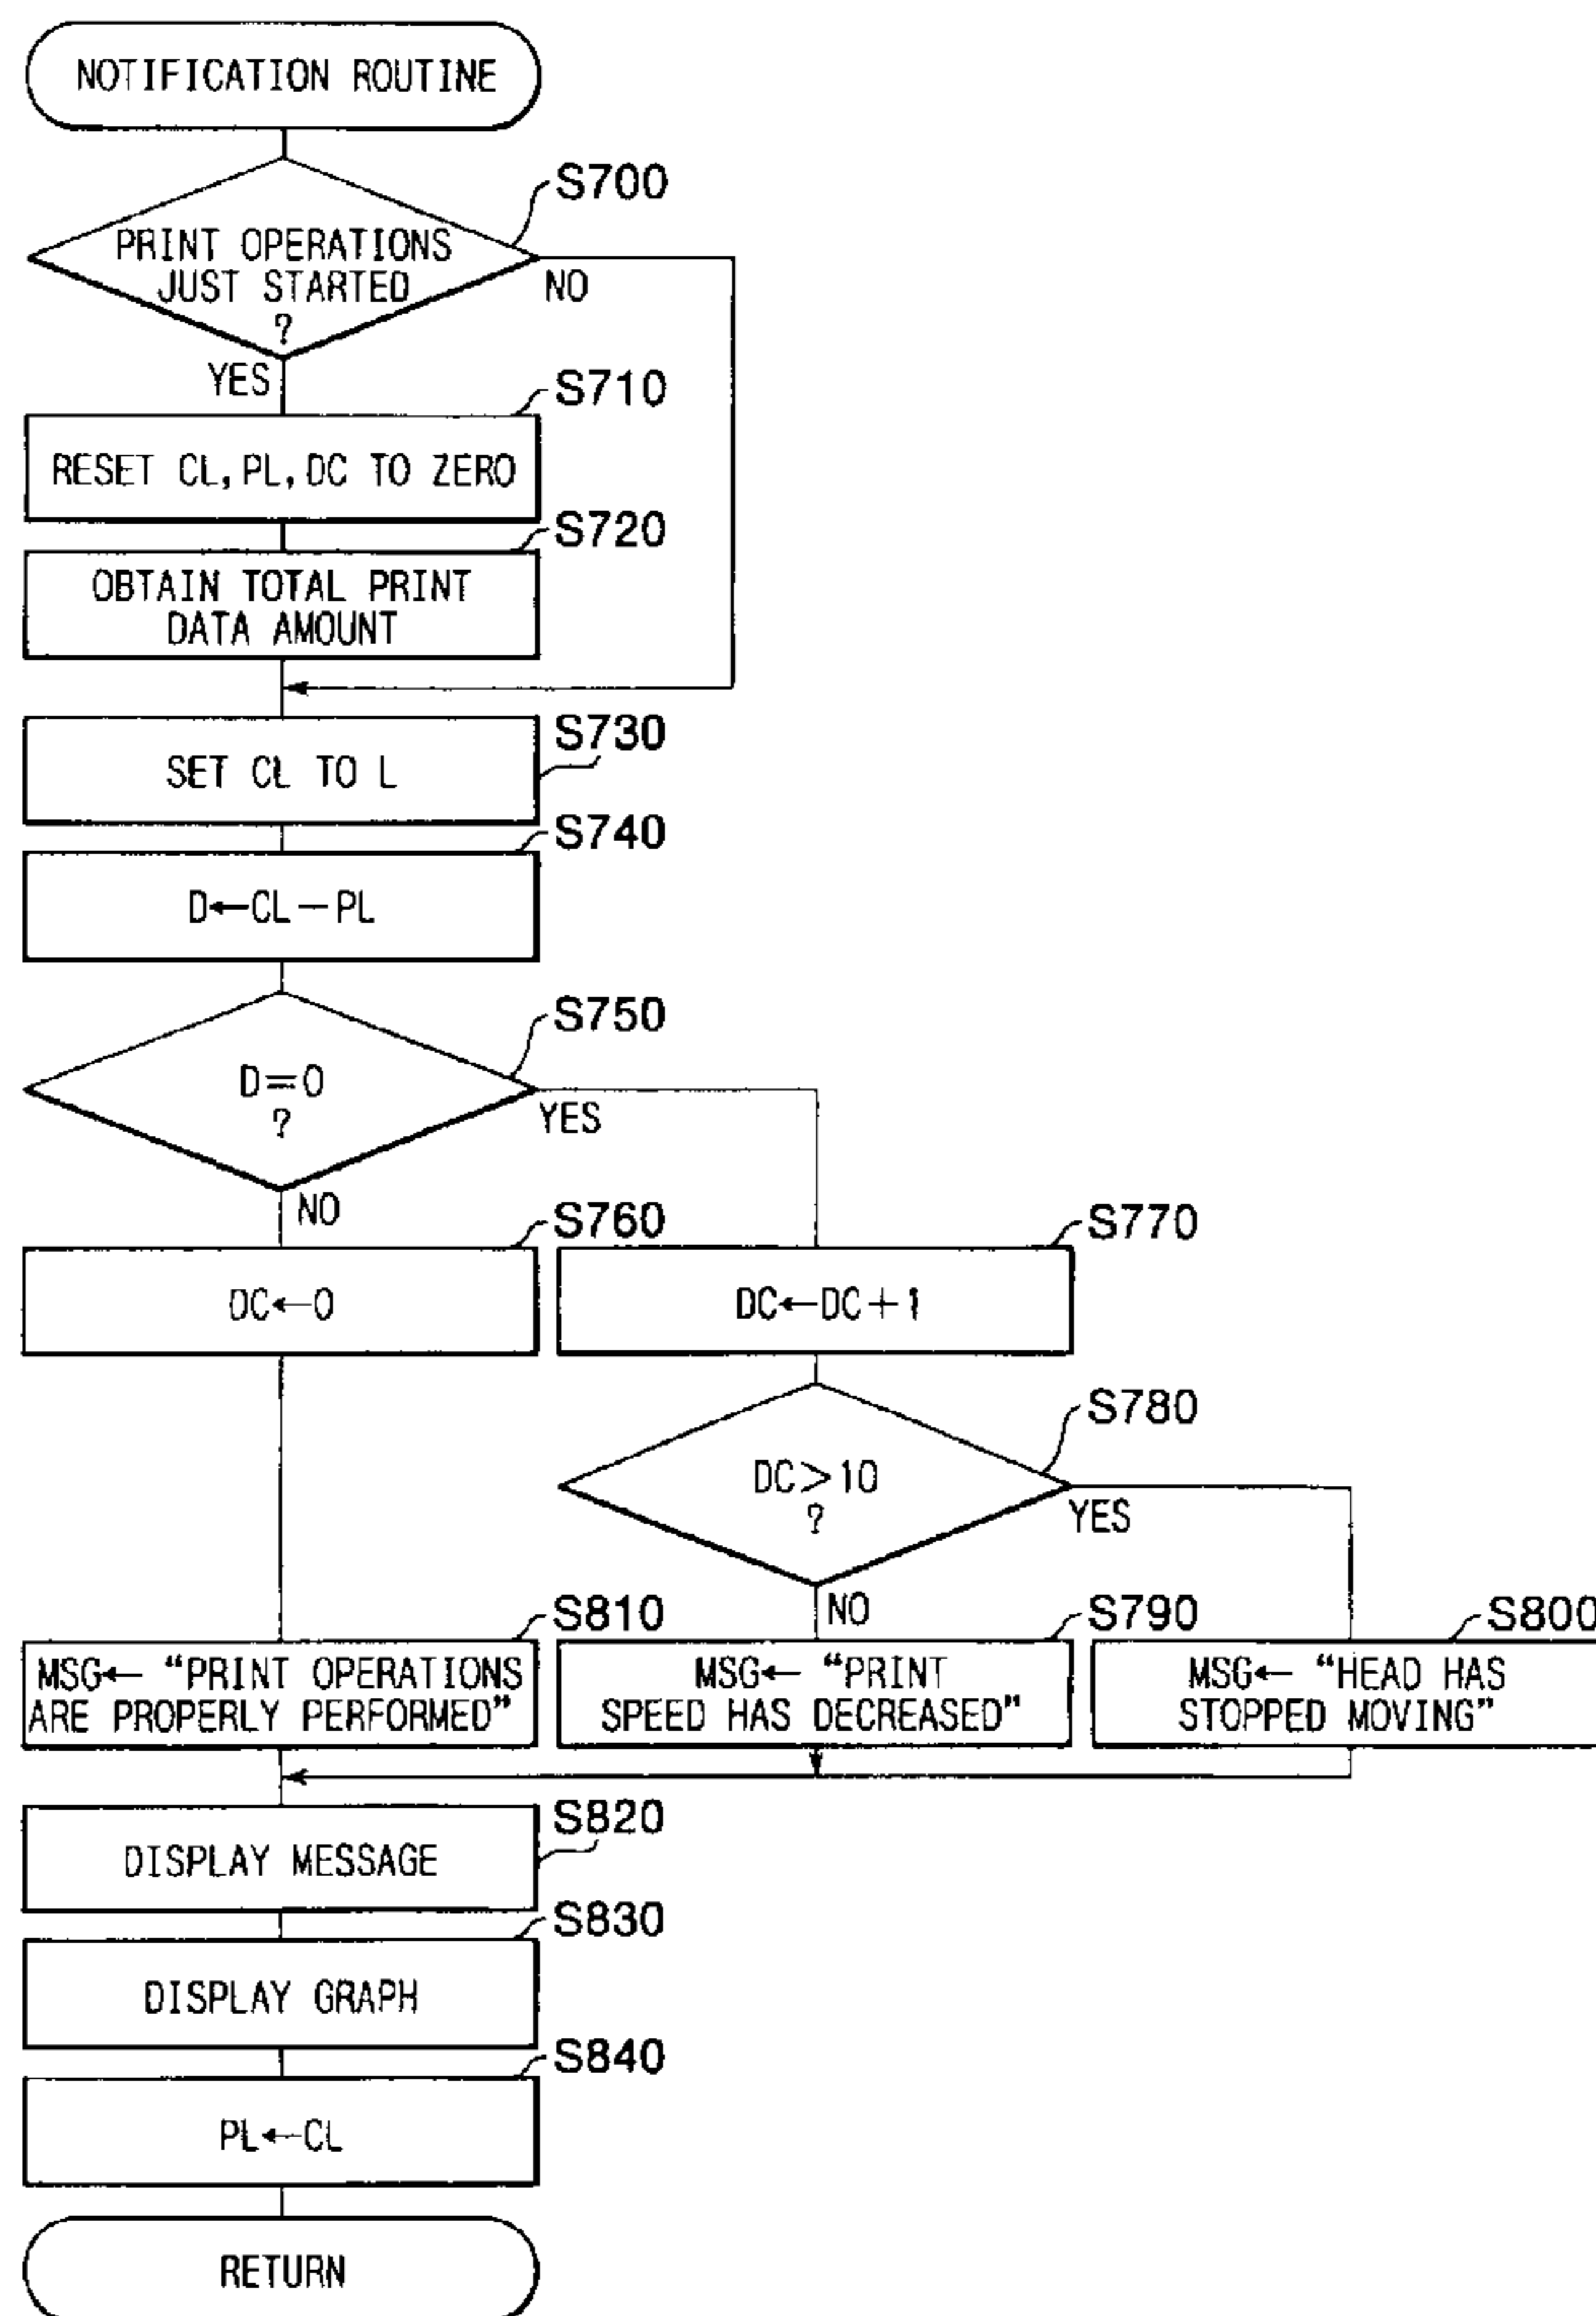 NOTIFICATION ROUTINE
S700
PRINT OPERATIONS
JUST STARTED
?
NO
YES
S710
RESET CL, PL, DC TO ZERO
S720
OBTAIN TOTAL PRINT
DATA AMOUNT
S730
SET CL TO L
S740
D←CL−PL
S750
D=0
?
YES
NO
S760
DC←0
S770
DC←DC+1
S780
DC>10
?
YES
NO
S810
MSG← “PRINT OPERATIONS
ARE PROPERLY PERFORMED”
S790
MSG← “PRINT
SPEED HAS DECREASED”
S800
MSG← “HEAD HAS
STOPPED MOVING”
S820
DISPLAY MESSAGE
S830
DISPLAY GRAPH
S840
PL←CL
RETURN